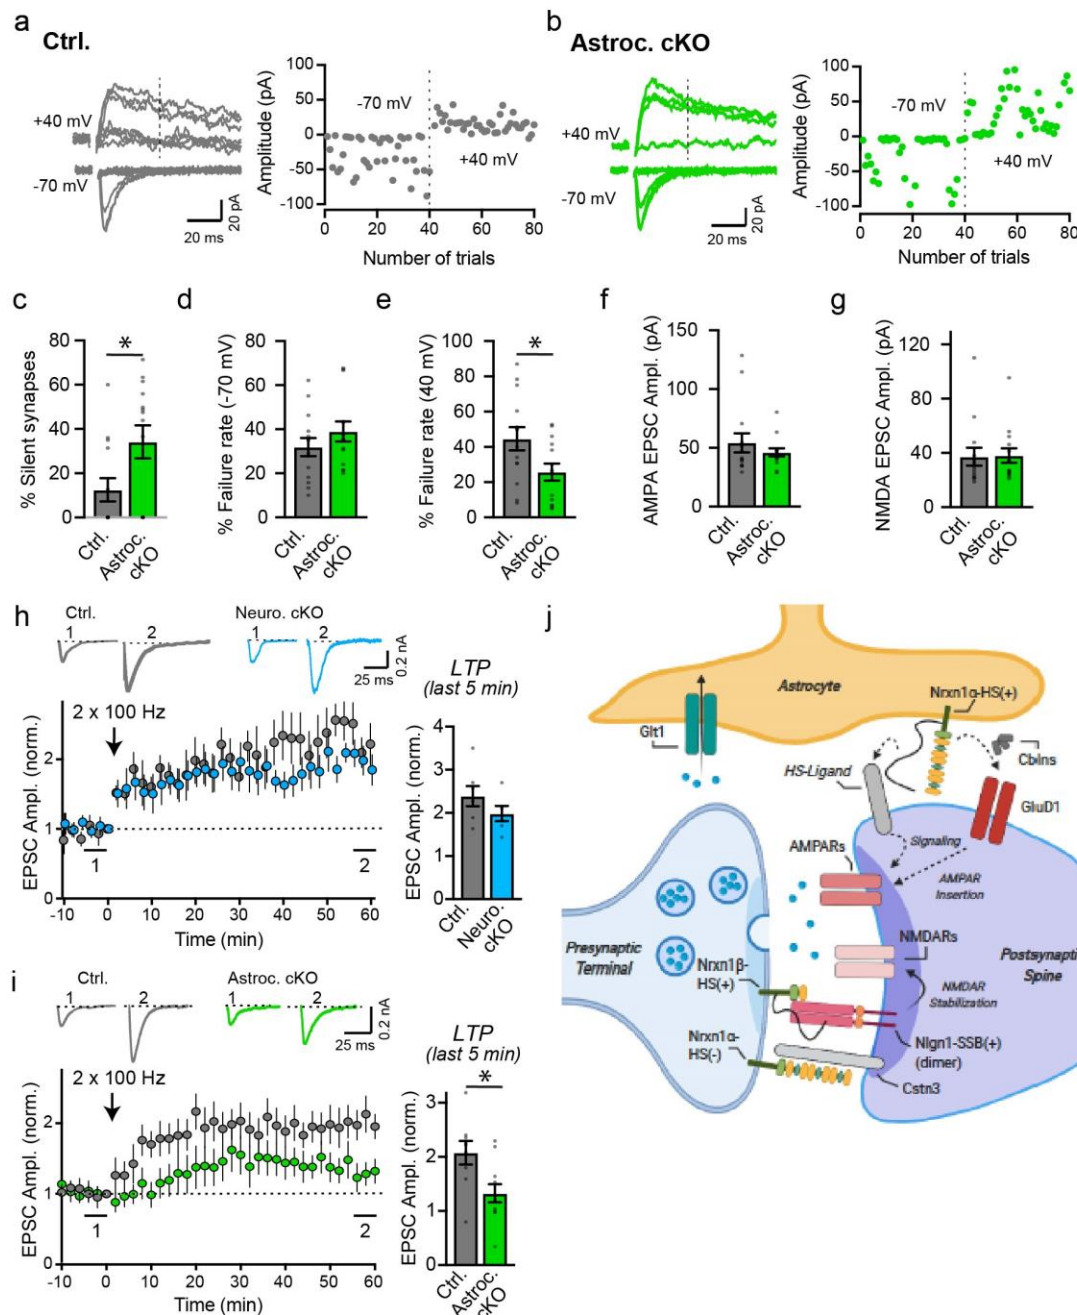 a
Ctrl.
+40 mV
-70 mV
20 ms
20 pA
Amplitude (pA)
100
50
0
-50
-100
-70 mV
+40 mV
0 20 40 60 80
Number of trials
b
Astroc. cKO
+40 mV
-70 mV
20 ms
20 pA
Amplitude (pA)
100
50
0
-50
-100
-70 mV
+40 mV
0 20 40 60 80
Number of trials
c
% Silent synapses
80
60
40
20
0
*
Ctrl.
Astroc.
cKO
d
% Failure rate (-70 mV)
80
60
40
20
0
Ctrl.
Astroc.
cKO
e
% Failure rate (40 mV)
100
80
60
40
20
0
*
Ctrl.
Astroc.
cKO
f
AMPA EPSC Ampl. (pA)
150
100
50
0
Ctrl.
Astroc.
cKO
g
NMDA EPSC Ampl. (pA)
120
80
40
0
Ctrl.
Astroc.
cKO
h
Ctrl.
1
2
Neuro. cKO
1
2
25 ms
0.2 nA
2 x 100 Hz
EPSC Ampl. (norm.)
2
1
1
2
-10 0 10 20 30 40 50 60
Time (min)
LTP
(last 5 min)
EPSC Ampl. (norm.)
4
3
2
1
0
Ctrl.
Neuro.
cKO
i
Ctrl.
1
2
Astroc. cKO
1
2
25 ms
0.2 nA
2 x 100 Hz
EPSC Ampl. (norm.)
2
1
1
2
-10 0 10 20 30 40 50 60
Time (min)
LTP
(last 5 min)
*
EPSC Ampl. (norm.)
3
2
1
0
Ctrl.
Astroc.
cKO
j
Astrocyte
Nrxn1α-HS(+)
Glt1
Cblns
HS-Ligand
GluD1
Signaling
AMPARs
AMPAR
Insertion
NMDARs
Presynaptic
Terminal
Postsynaptic
Spine
Nrxn1β-
HS(+)
NMDAR
Stabilization
Nrxn1α-
HS(-)
Nlgn1-SSB(+)
(dimer)
Cstn3